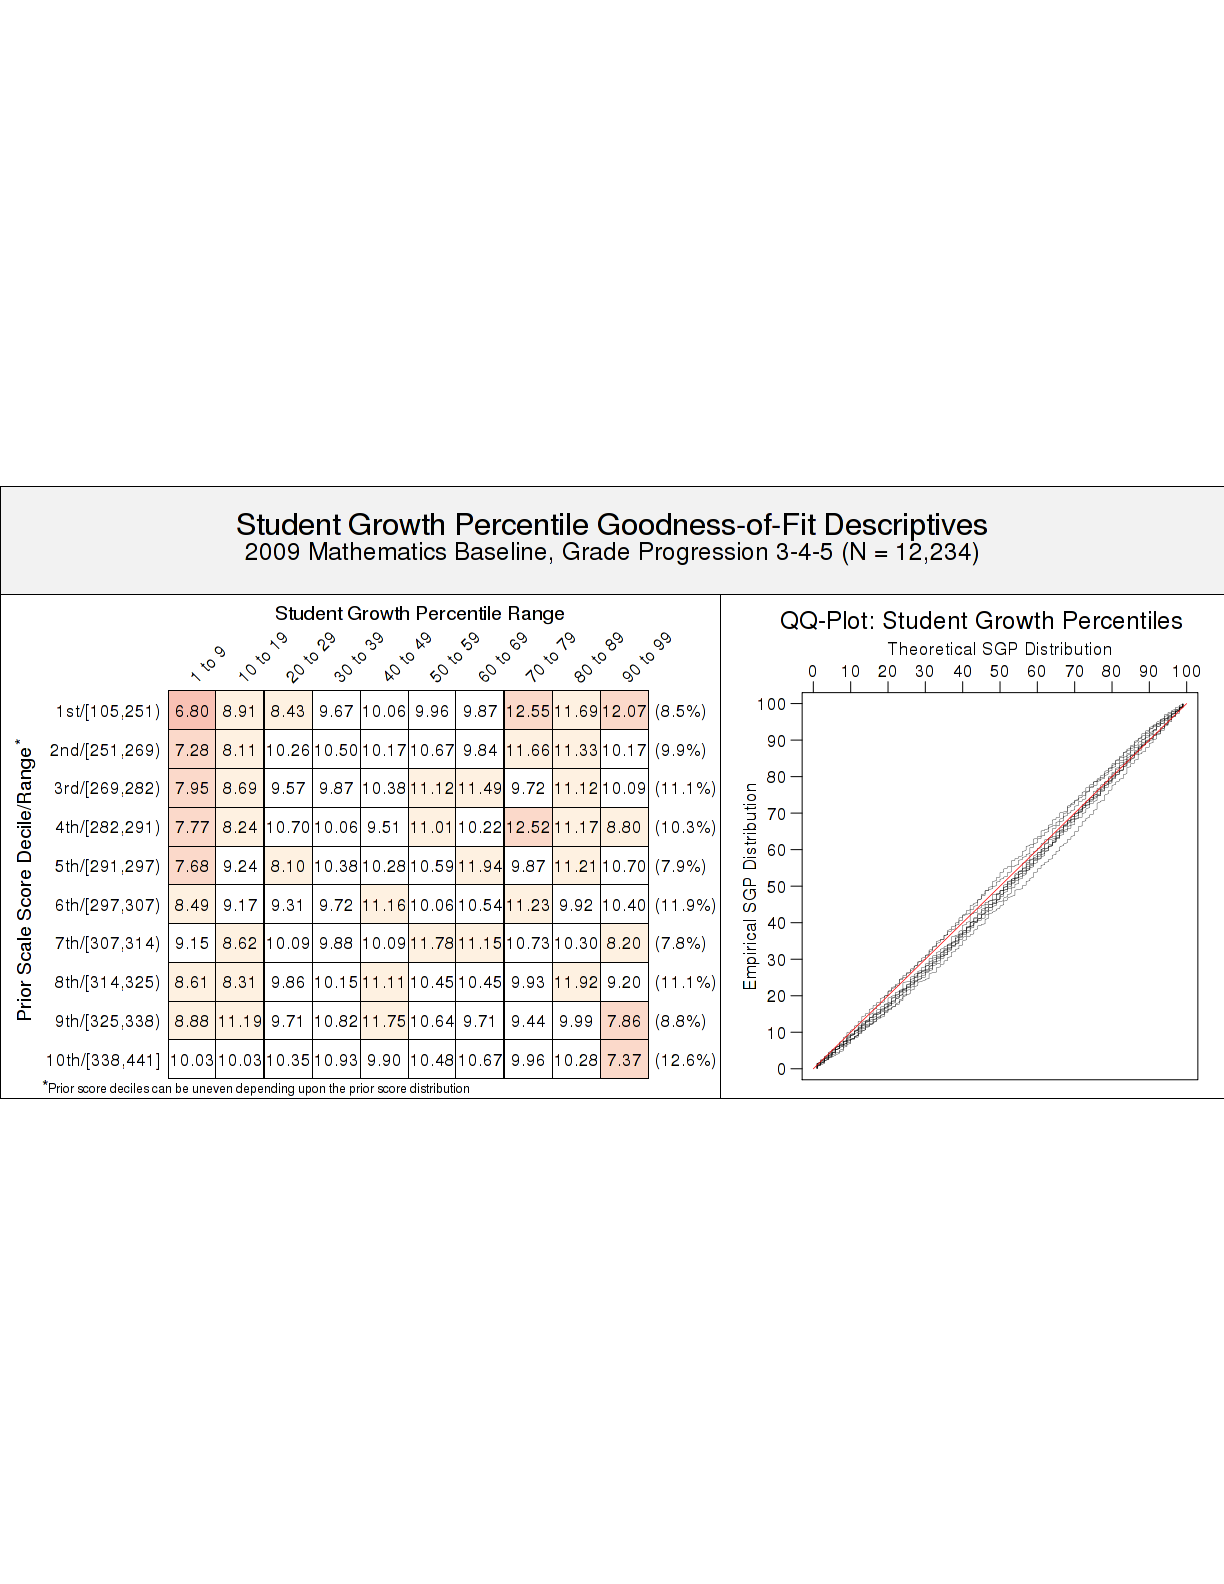 Student Growth Percentile Goodness-of-Fit Descriptives
2009 Mathematics Baseline, Grade Progression 3-4-5 (N = 12,234)
Student Growth Percentile Range
1 to 9 10 to 19 20 to 29 30 to 39 40 to 49 50 to 59 60 to 69 70 to 79 80 to 89 90 to 99
Prior Scale Score Decile/Range*
1st/[105,251) 6.80 8.91 8.43 9.67 10.06 9.96 9.87 12.55 11.69 12.07 (8.5%)
2nd/[251,269) 7.28 8.11 10.26 10.50 10.17 10.67 9.84 11.66 11.33 10.17 (9.9%)
3rd/[269,282) 7.95 8.69 9.57 9.87 10.38 11.12 11.49 9.72 11.12 10.09 (11.1%)
4th/[282,291) 7.77 8.24 10.70 10.06 9.51 11.01 10.22 12.52 11.17 8.80 (10.3%)
5th/[291,297) 7.68 9.24 8.10 10.38 10.28 10.59 11.94 9.87 11.21 10.70 (7.9%)
6th/[297,307) 8.49 9.17 9.31 9.72 11.16 10.06 10.54 11.23 9.92 10.40 (11.9%)
7th/[307,314) 9.15 8.62 10.09 9.88 10.09 11.78 11.15 10.73 10.30 8.20 (7.8%)
8th/[314,325) 8.61 8.31 9.86 10.15 11.11 10.45 10.45 9.93 11.92 9.20 (11.1%)
9th/[325,338) 8.88 11.19 9.71 10.82 11.75 10.64 9.71 9.44 9.99 7.86 (8.8%)
10th/[338,441] 10.03 10.03 10.35 10.93 9.90 10.48 10.67 9.96 10.28 7.37 (12.6%)
*Prior score deciles can be uneven depending upon the prior score distribution
QQ-Plot: Student Growth Percentiles
Theoretical SGP Distribution
0 10 20 30 40 50 60 70 80 90 100
Empirical SGP Distribution
100
90
80
70
60
50
40
30
20
10
0